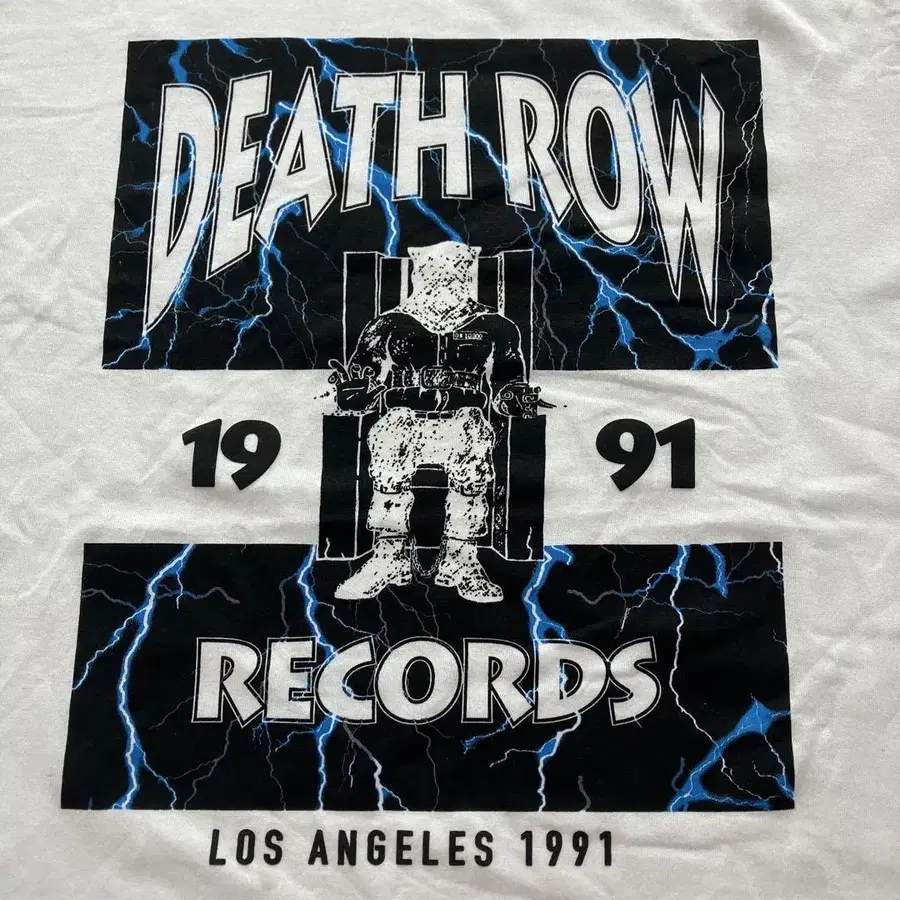 DEATH ROW
19 91
RECORDS
LOS ANGELES 1991